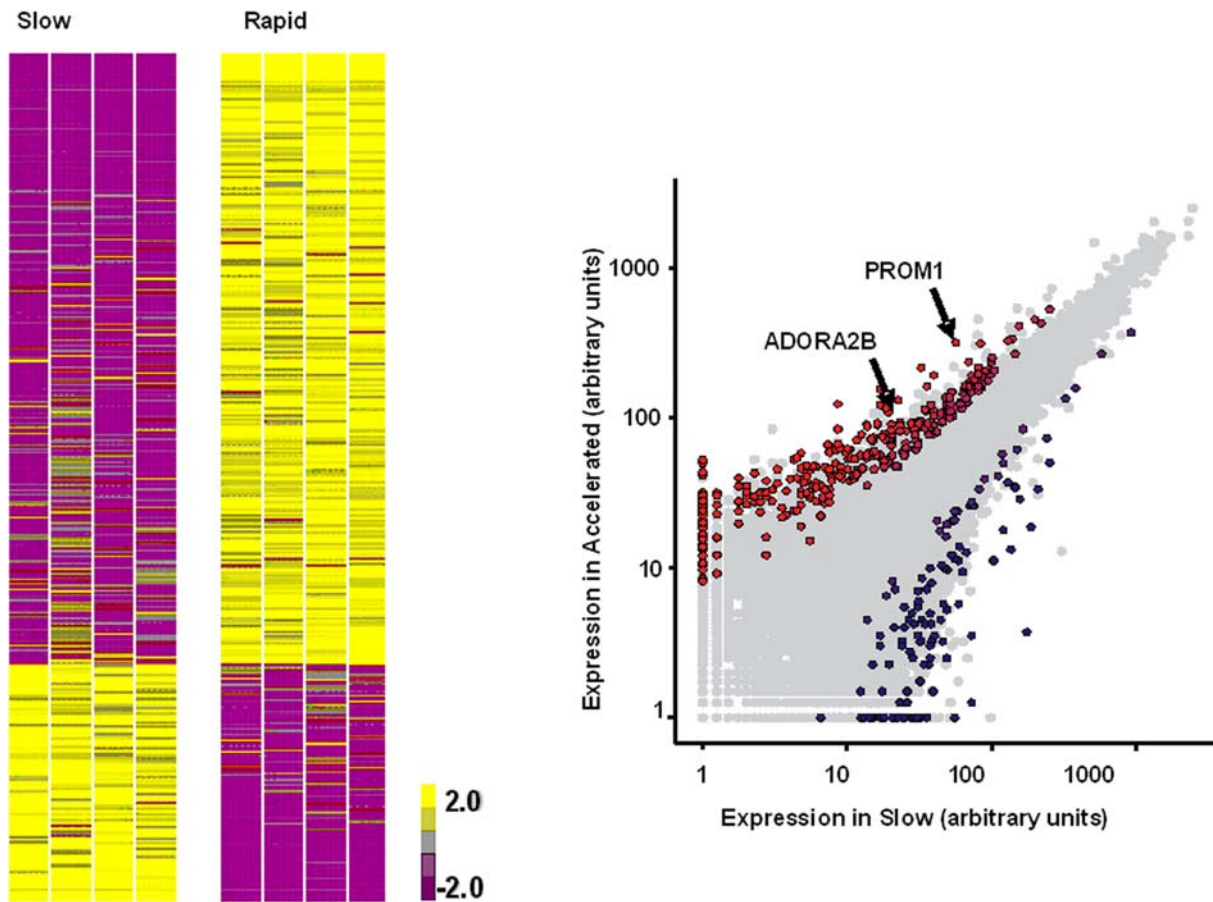 Slow Rapid
2.0
-2.0
Expression in Accelerated (arbitrary units)
1000
100
10
1
PROM1
ADORA2B
1 10 100 1000
Expression in Slow (arbitrary units)